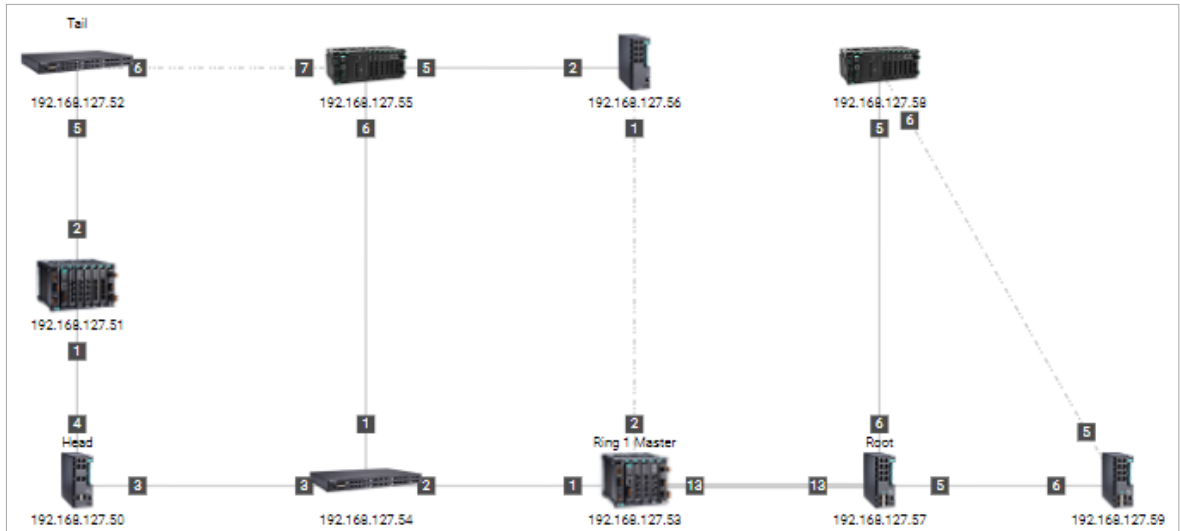 Tail
6 7 5 2
192.168.127.52 192.168.127.55 192.168.127.56 192.168.127.58
5 6 1 5 6
2
192.168.127.51
1
4 1 2 6 5
Head Ring 1 Master Root
3 3 2 1 13 13 5 6
192.168.127.50 192.168.127.54 192.168.127.53 192.168.127.57 192.168.127.59